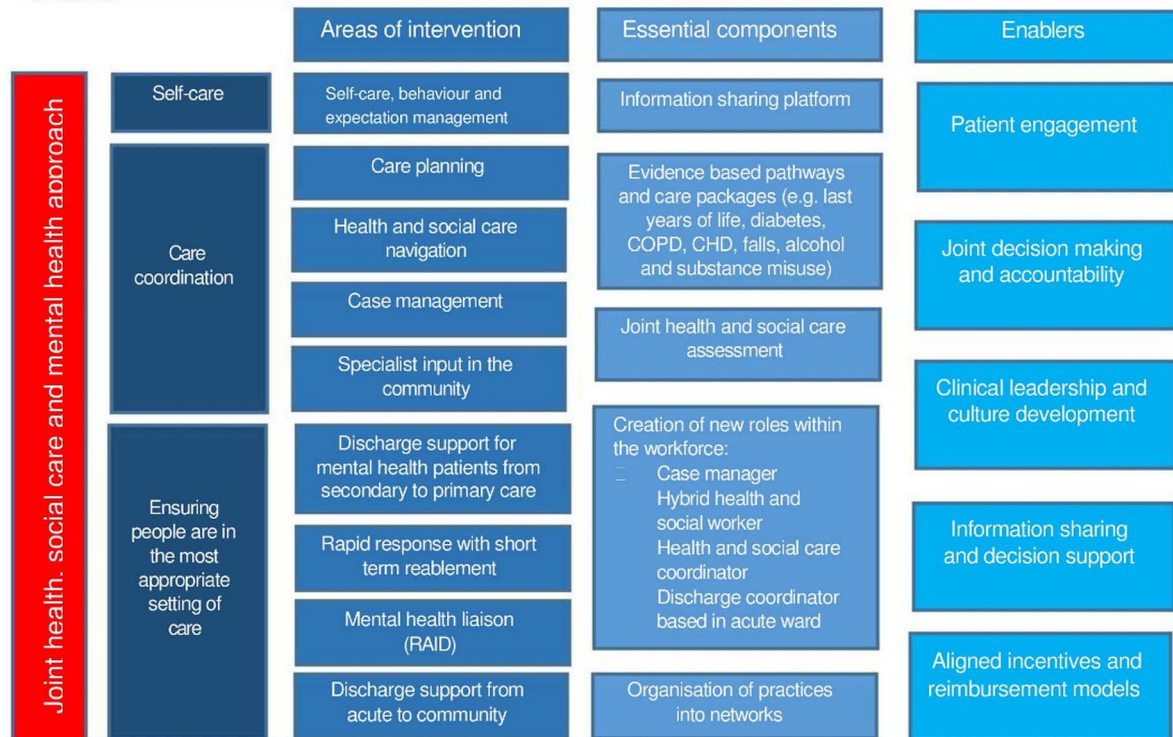 Areas of intervention
Essential components
Enablers
Joint health. social care and mental health approach
Self-care
Care
coordination
Ensuring
people are in
the most
appropriate
setting of
care
Self-care, behaviour and
expectation management
Care planning
Health and social care
navigation
Case management
Specialist input in the
community
Discharge support for
mental health patients from
secondary to primary care
Rapid response with short
term reablement
Mental health liaison
(RAID)
Discharge support from
acute to community
Information sharing platform
Evidence based pathways
and care packages (e.g. last
years of life, diabetes,
COPD, CHD, falls, alcohol
and substance misuse)
Joint health and social care
assessment
Creation of new roles within
the workforce:
Case manager
Hybrid health and
social worker
Health and social care
coordinator
Discharge coordinator
based in acute ward
Organisation of practices
into networks
Patient engagement
Joint decision making
and accountability
Clinical leadership and
culture development
Information sharing
and decision support
Aligned incentives and
reimbursement models